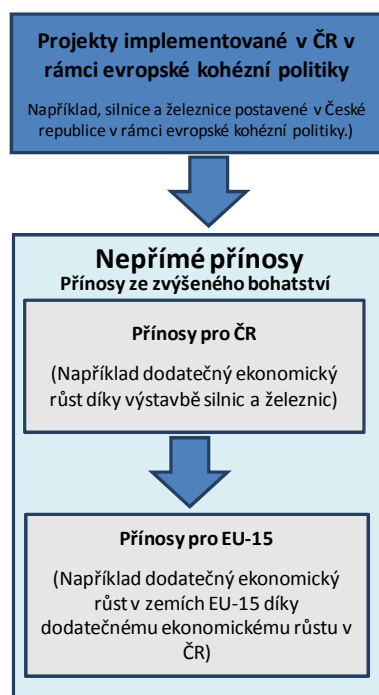 Projekty implementované v ČR v
rámci evropské kohézní politiky
Například, silnice a železnice postavené v České
republice v rámci evropské kohézní politiky.)
Nepřímé přínosy
Přínosy ze zvýšeného bohatství
Přínosy pro ČR
(Například dodatečný ekonomický
růst díky výstavbě silnic a železnic)
Přínosy pro EU-15
(Například dodatečný ekonomický
růst v zemích EU-15 díky
dodatečnému ekonomickému růstu v
ČR)